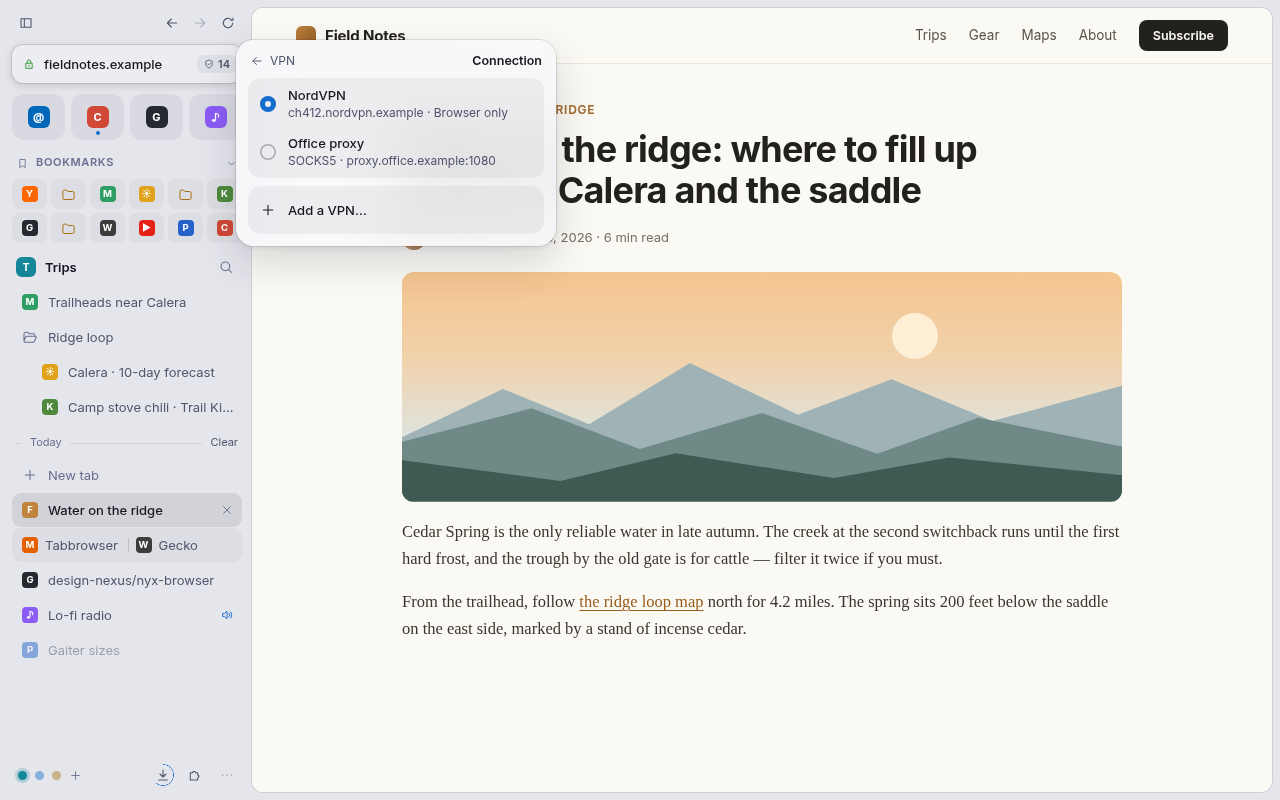 fieldnotes.example
14
@
C
G
BOOKMARKS
Y
M
K
G
W
P
C
T Trips
M Trailheads near Calera
Ridge loop
Calera · 10-day forecast
K Camp stove chili · Trail Ki...
Today
Clear
New tab
F Water on the ridge
M Tabbrowser
W Gecko
G design-nexus/nyx-browser
Lo-fi radio
P Gaiter sizes
VPN
Connection
NordVPN
ch412.nordvpn.example · Browser only
Office proxy
SOCKS5 · proxy.office.example:1080
Add a VPN...
Field Notes
Trips
Gear
Maps
About
Subscribe
RIDGE
the ridge: where to fill up
Calera and the saddle
, 2026 · 6 min read
Cedar Spring is the only reliable water in late autumn. The creek at the second switchback runs until the first
hard frost, and the trough by the old gate is for cattle — filter it twice if you must.
From the trailhead, follow the ridge loop map north for 4.2 miles. The spring sits 200 feet below the saddle
on the east side, marked by a stand of incense cedar.